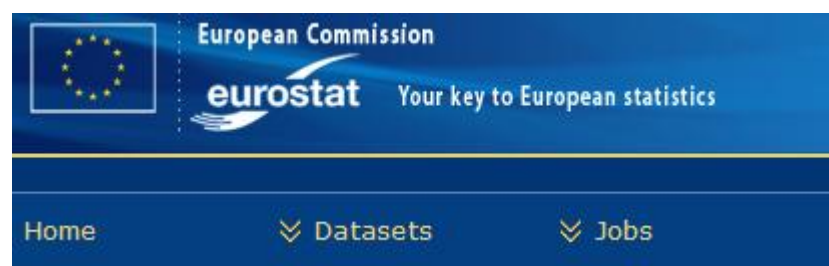 European Commission
eurostat Your key to European statistics
Home Datasets Jobs